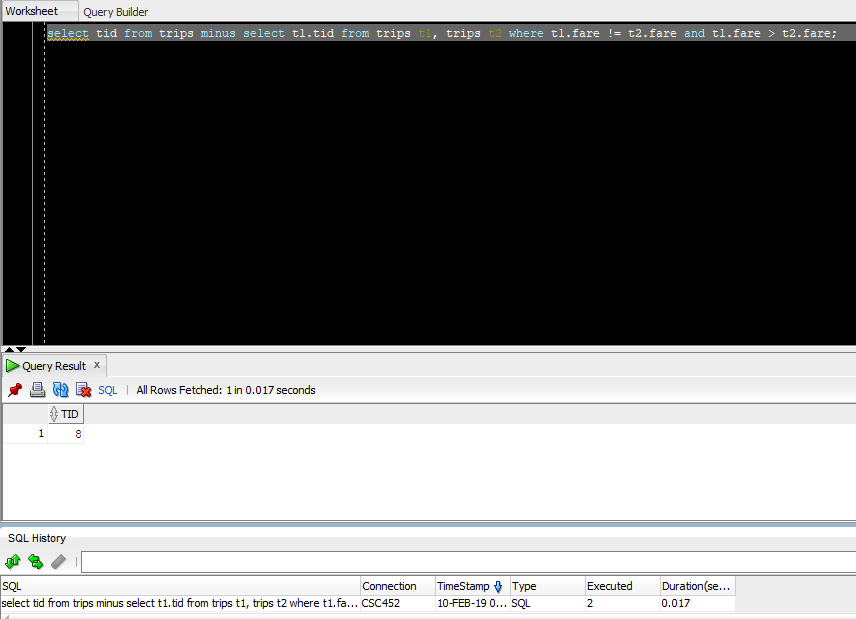 Worksheet Query Builder
select tid from trips minus select t1.tid from trips t1, trips t2 where t1.fare != t2.fare and t1.fare > t2.fare;
Query Result x
SQL | All Rows Fetched: 1 in 0.017 seconds
TID
1 8
SQL History
SQL Connection TimeStamp Type Executed Duration(se...
select tid from trips minus select t1.tid from trips t1, trips t2 where t1.fa... CSC452 10-FEB-19 0... SQL 2 0.017